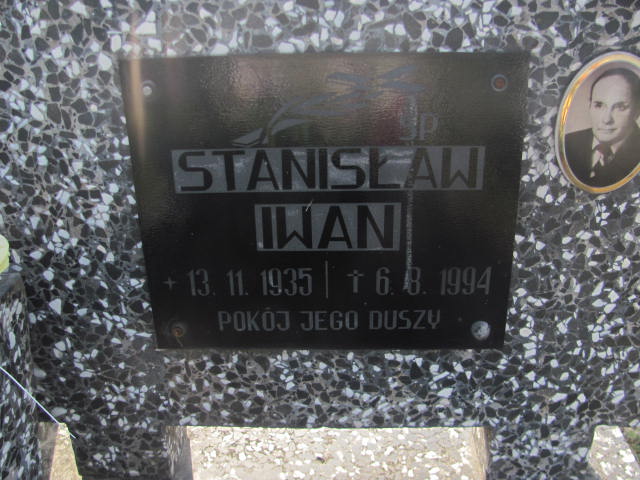 ŚP
STANISŁAW
IWAN
+ 13. 11. 1935 | ✝ 6. 8. 1994
POKÓJ JEGO DUSZY